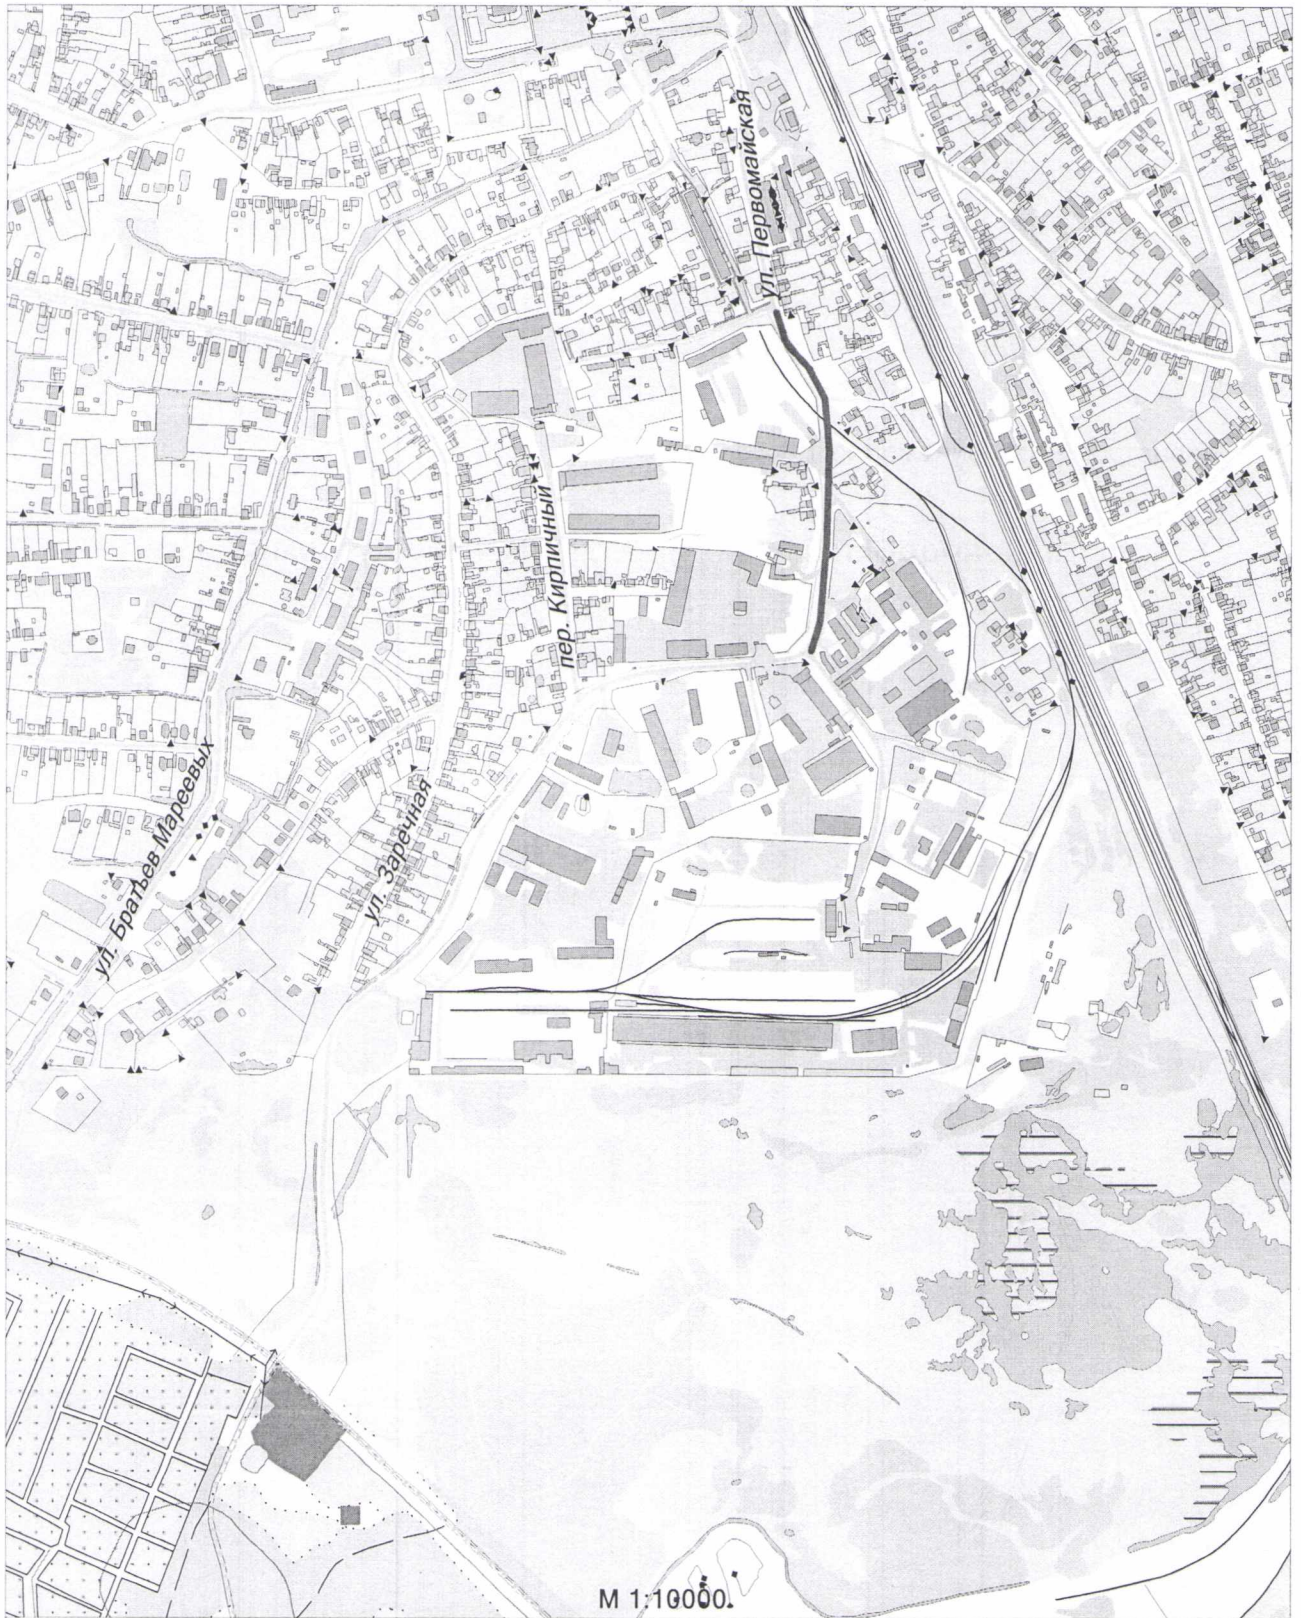 ул. Первомайская
пер. Кирпичный
ул. Братьев Мареевых
ул. Заречная
М 1:10000